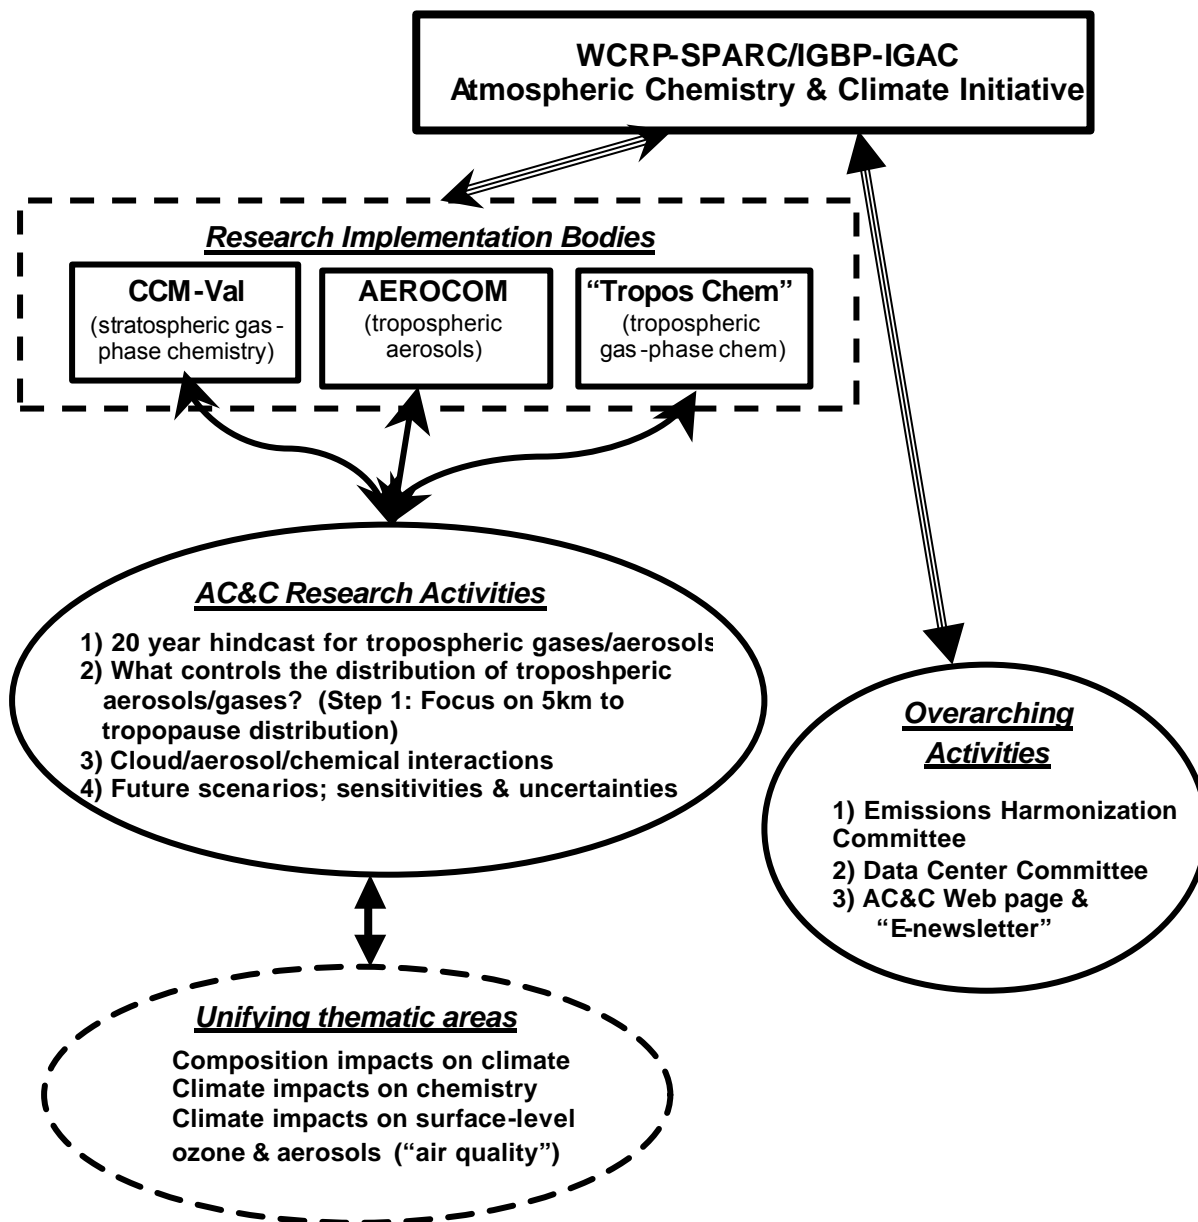 WCRP-SPARC/IGBP-IGAC
Atmospheric Chemistry & Climate Initiative
Research Implementation Bodies
CCM-Val
(stratospheric gas-
phase chemistry)
AEROCOM
(tropospheric
aerosols)
“Tropos Chem”
(tropospheric
gas-phase chem)
AC&C Research Activities
1) 20 year hindcast for tropospheric gases/aerosols
2) What controls the distribution of troposhperic
aerosols/gases? (Step 1: Focus on 5km to
tropopause distribution)
3) Cloud/aerosol/chemical interactions
4) Future scenarios; sensitivities & uncertainties
Overarching
Activities
1) Emissions Harmonization
Committee
2) Data Center Committee
3) AC&C Web page &
“E-newsletter”
Unifying thematic areas
Composition impacts on climate
Climate impacts on chemistry
Climate impacts on surface-level
ozone & aerosols (“air quality”)